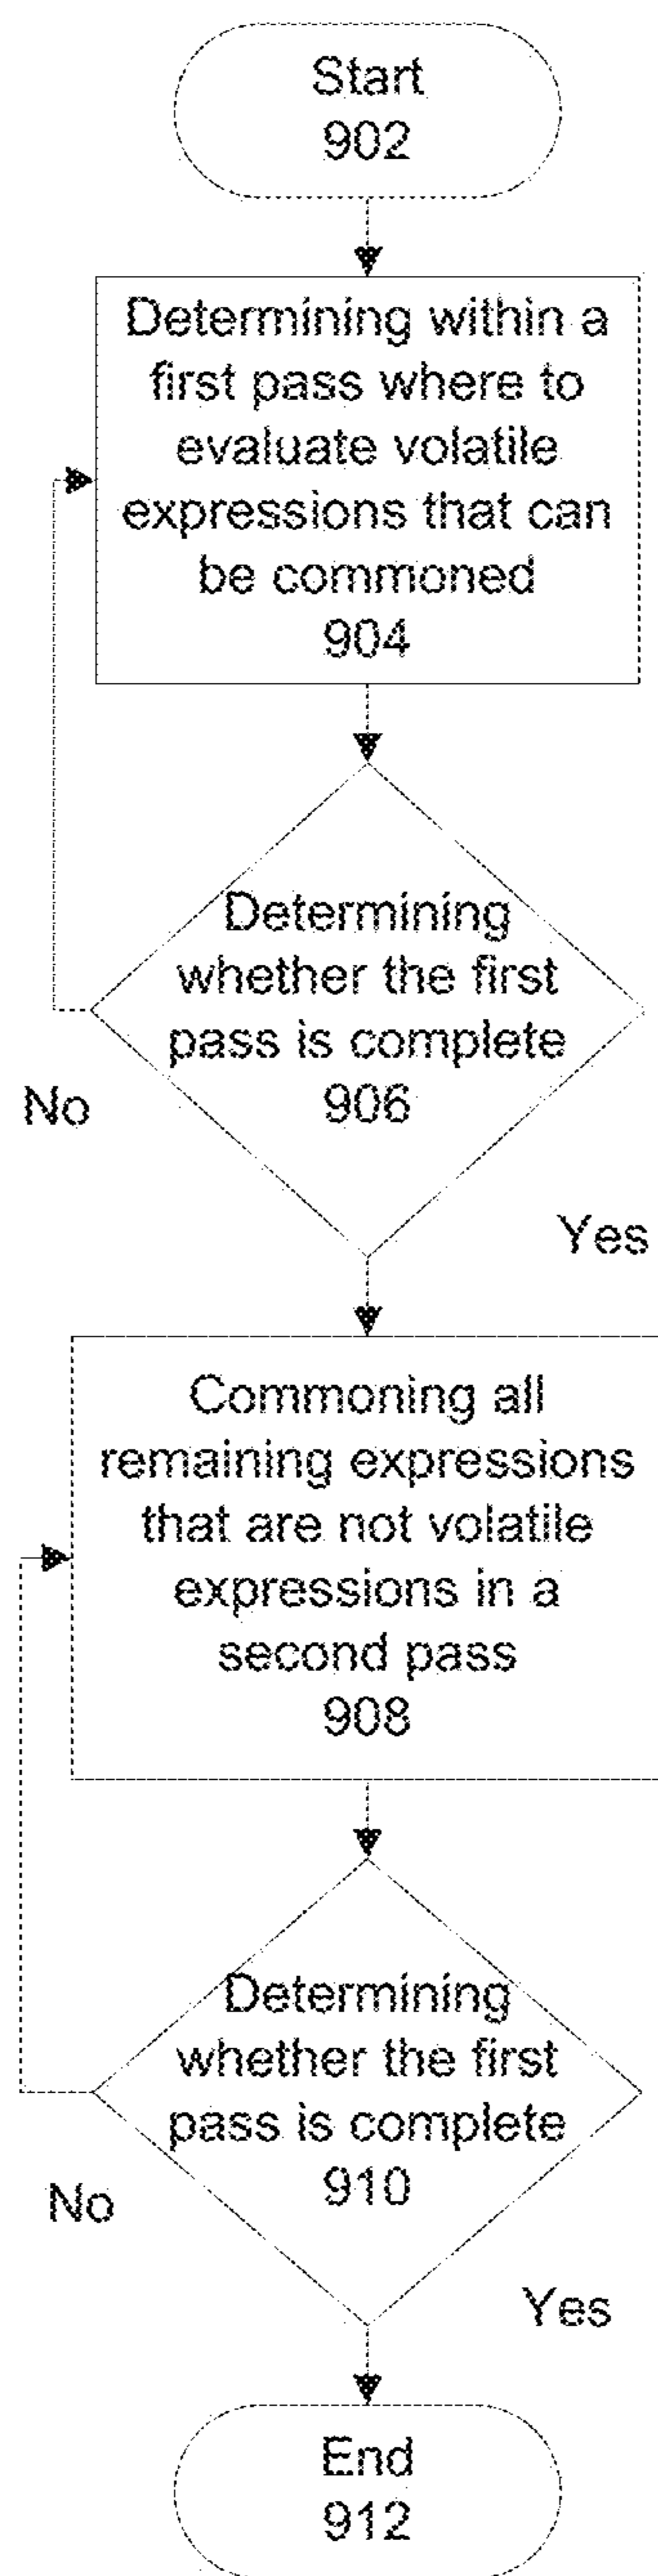 Start
902
Determining within a
first pass where to
evaluate volatile
expressions that can
be commoned
904
Determining
whether the first
pass is complete
906
No
Yes
Commoning all
remaining expressions
that are not volatile
expressions in a
second pass
908
Determining
whether the first
pass is complete
910
No
Yes
End
912